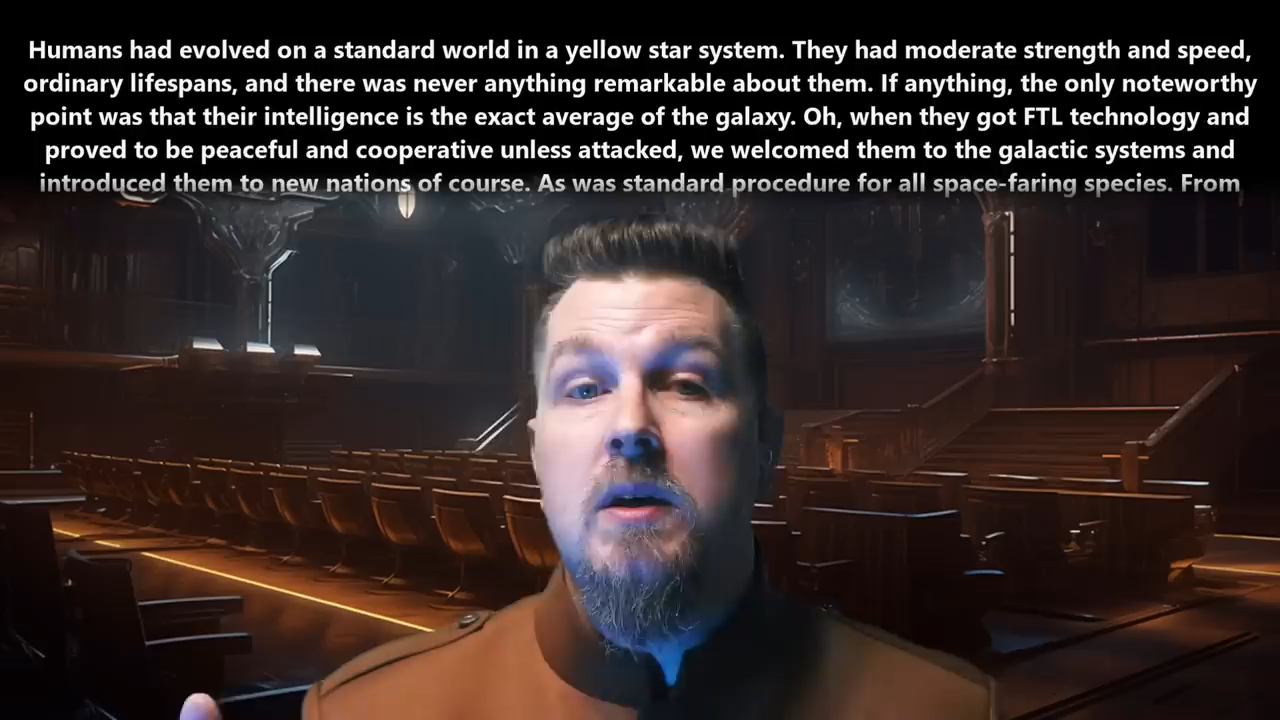 Humans had evolved on a standard world in a yellow star system. They had moderate strength and speed,
ordinary lifespans, and there was never anything remarkable about them. If anything, the only noteworthy
point was that their intelligence is the exact average of the galaxy. Oh, when they got FTL technology and
proved to be peaceful and cooperative unless attacked, we welcomed them to the galactic systems and
introduced them to new nations of course. As was standard procedure for all space-faring species. From